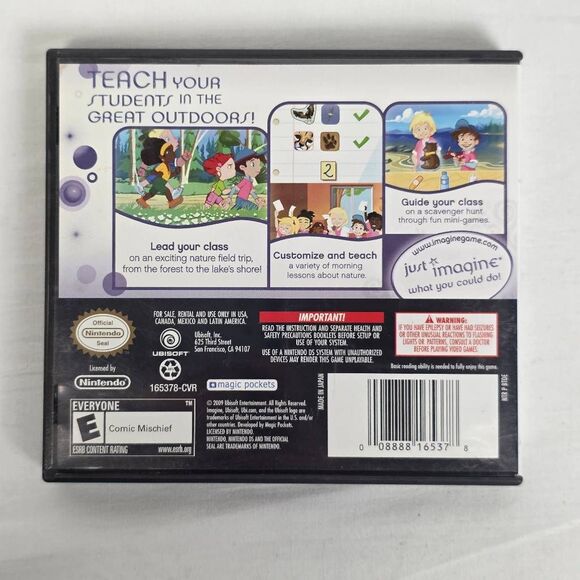 TEACH YOUR
STUDENTS IN THE
GREAT OUTDOORS!
2
Lead your class
on an exciting nature field trip,
from the forest to the lake's shore!
Customize and teach
a variety of morning
lessons about nature.
Guide your class
on a scavenger hunt
through fun mini-games.
www.imaginegame.com
just imagine
what you could do!
Official
Nintendo
Seal
Licensed by
Nintendo
FOR SALE, RENTAL AND USE ONLY IN USA,
CANADA, MEXICO AND LATIN AMERICA.
UBISOFT
Ubisoft, Inc.
625 Third Street
San Francisco, CA 94107
165378-CVR
magic pockets
IMPORTANT!
READ THE INSTRUCTION AND SEPARATE HEALTH AND
SAFETY PRECAUTIONS BOOKLETS BEFORE SETUP OR
USE OF YOUR SYSTEM.
USE OF A NINTENDO DS SYSTEM WITH UNAUTHORIZED
DEVICES MAY RENDER THIS GAME UNPLAYABLE.
WARNING:
IF YOU HAVE EPILEPSY OR HAVE HAD SEIZURES
OR OTHER UNUSUAL REACTIONS TO FLASHING
LIGHTS OR PATTERNS, CONSULT A DOCTOR
BEFORE PLAYING VIDEO GAMES.
Basic reading ability is needed to fully enjoy this game.
EVERYONE
TM
E
Comic Mischief
ESRB CONTENT RATING
www.esrb.org
© 2009 Ubisoft Entertainment. All Rights Reserved.
Imagine, Ubisoft, Ubi.com, and the Ubisoft logo are
trademarks of Ubisoft Entertainment in the U.S. and/or
other countries. Developed by Magic Pockets.
LICENSED BY NINTENDO.
NINTENDO, NINTENDO DS AND THE OFFICIAL
SEAL ARE TRADEMARKS OF NINTENDO.
MADE IN JAPAN
0 08888 16537 8